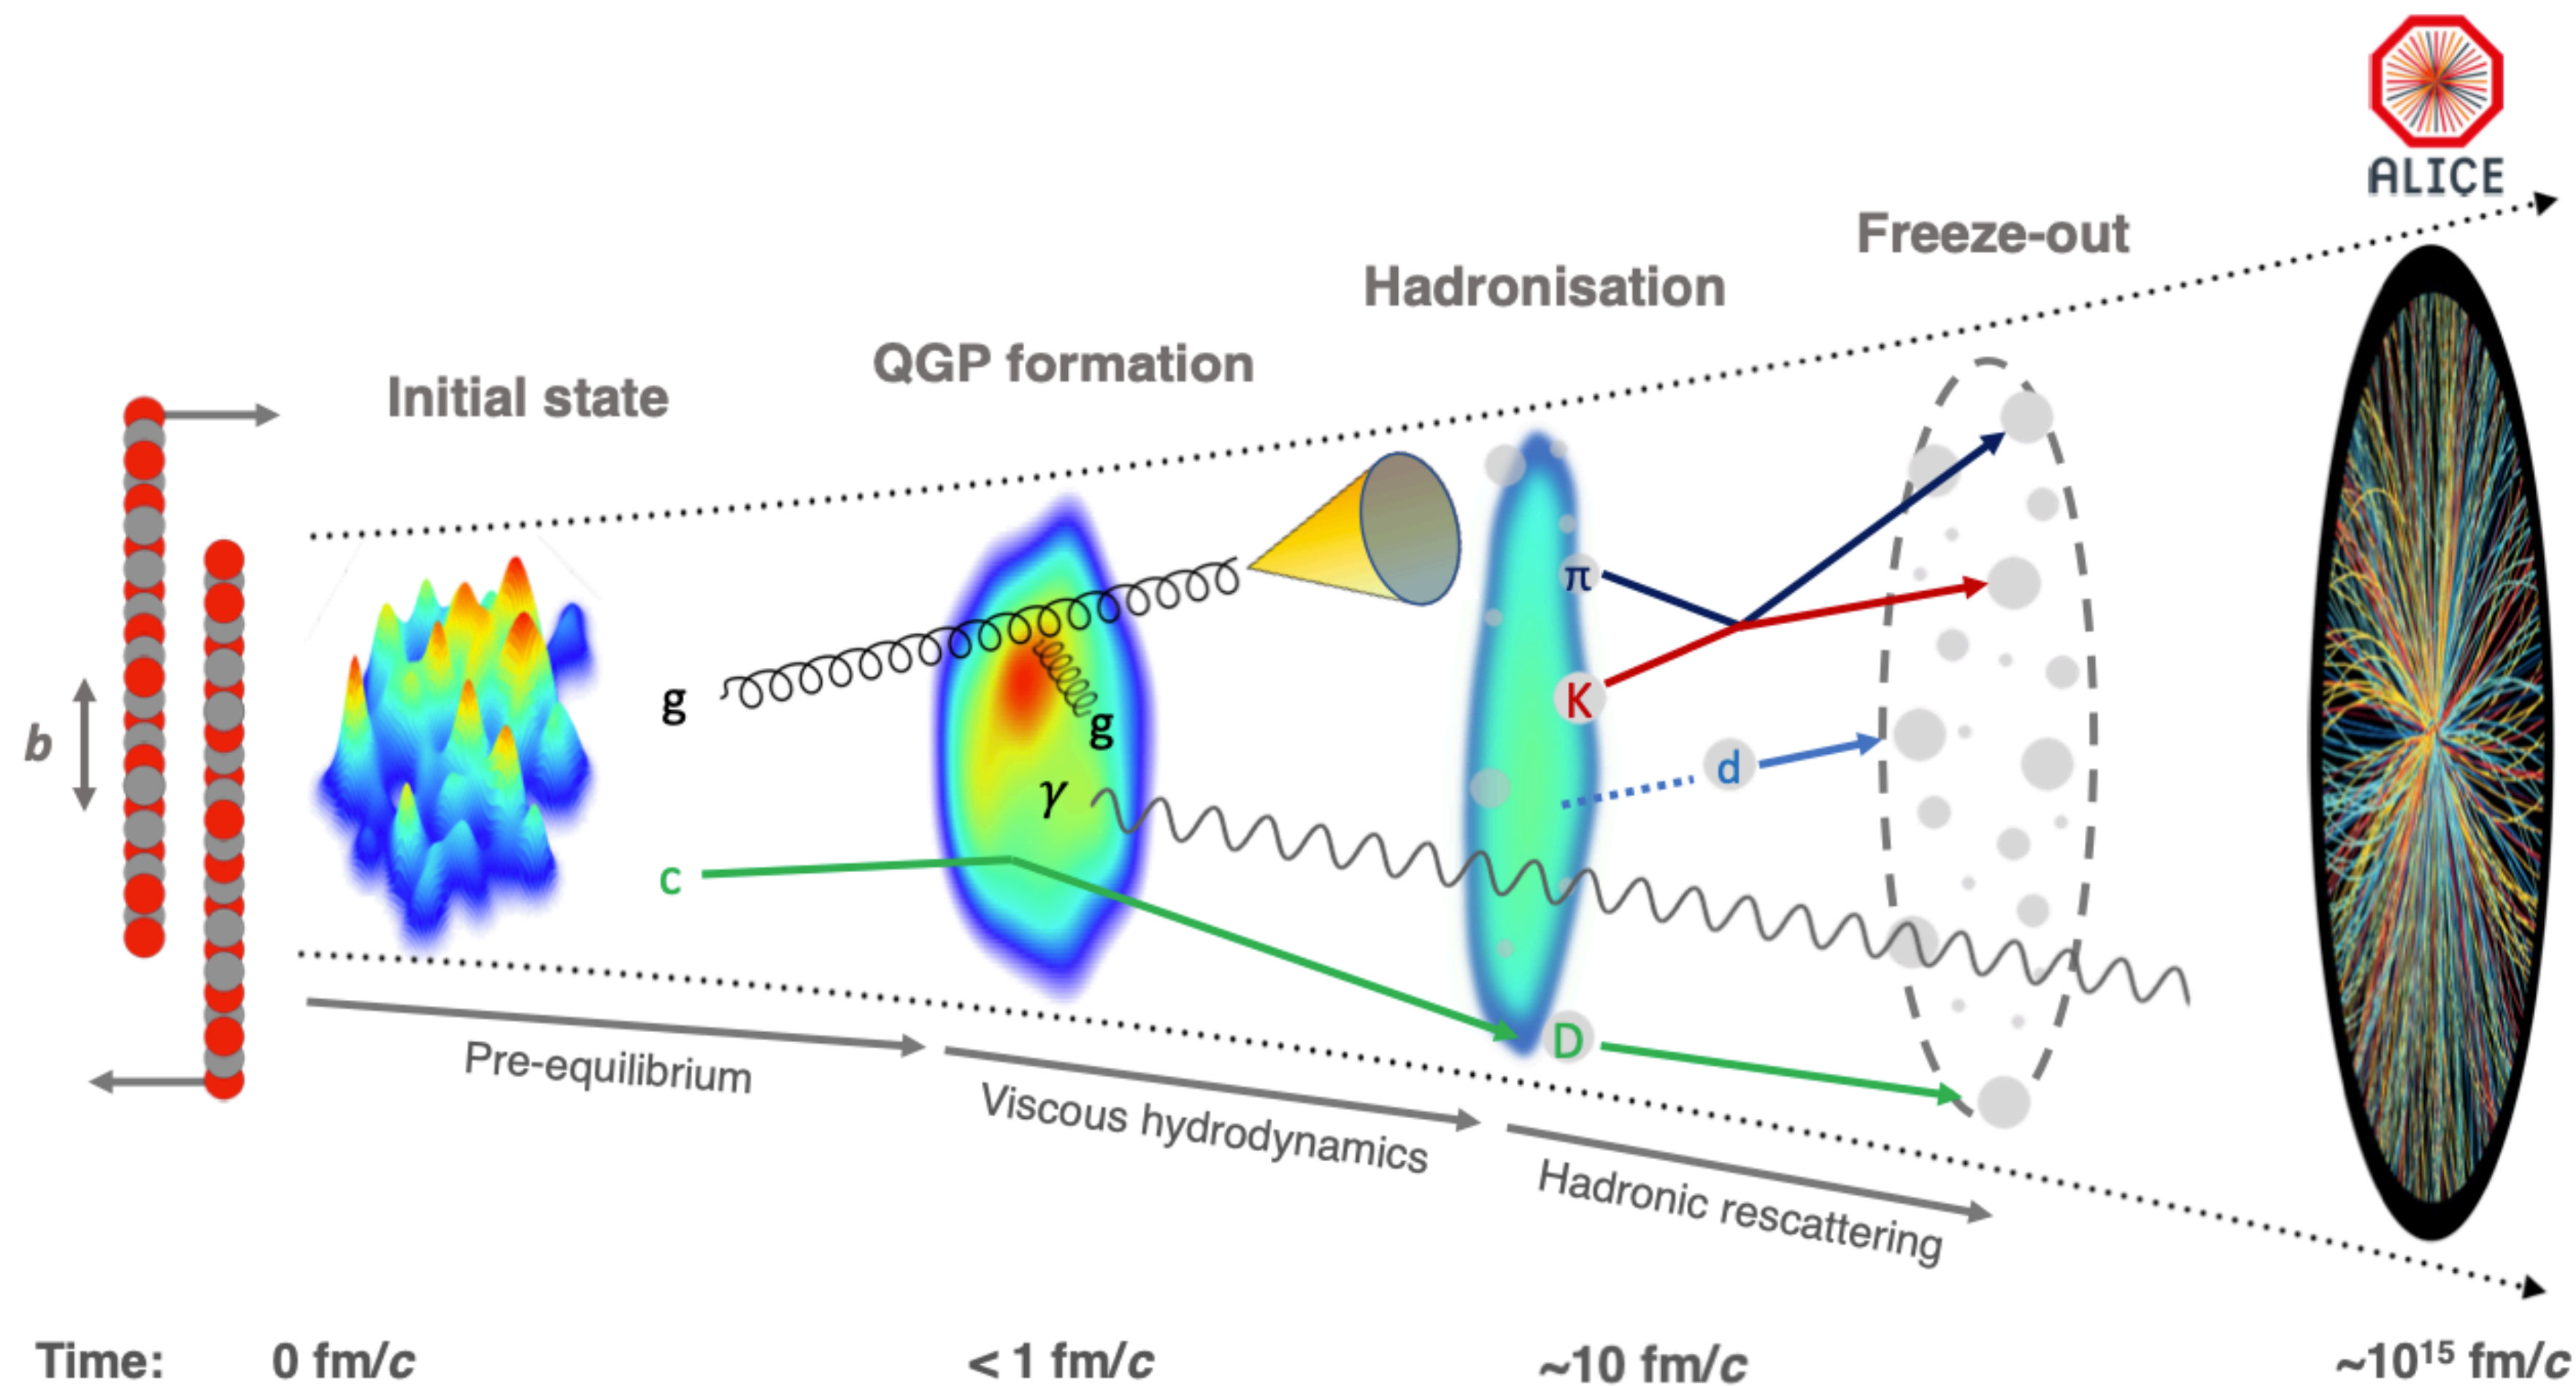 ALICE
Freeze-out
Hadronisation
QGP formation
Initial state
b
g
g
γ
c
π
K
d
D
Pre-equilibrium
Viscous hydrodynamics
Hadronic rescattering
Time: 0 fm/c < 1 fm/c ~10 fm/c ~10¹⁵ fm/c